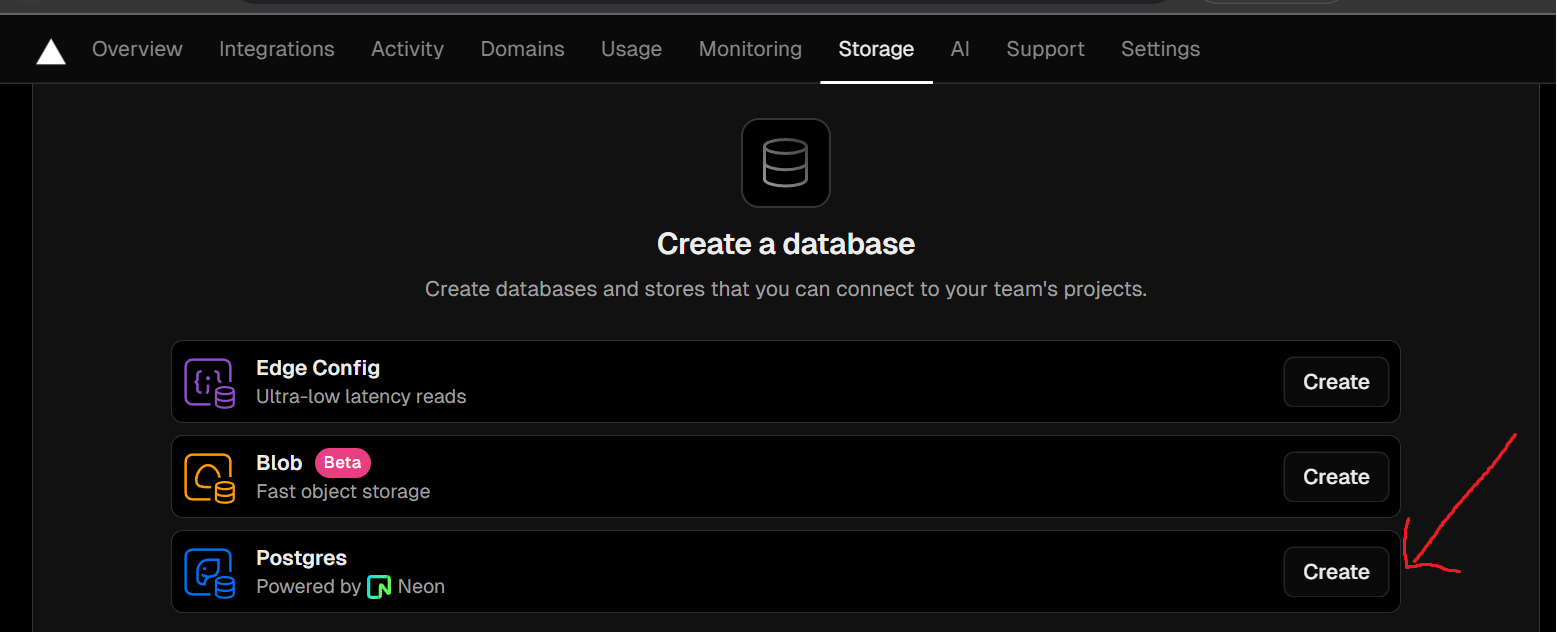 Overview Integrations Activity Domains Usage Monitoring Storage AI Support Settings
Create a database
Create databases and stores that you can connect to your team's projects.
Edge Config
Ultra-low latency reads
Create
Blob Beta
Fast object storage
Create
Postgres
Powered by Neon
Create